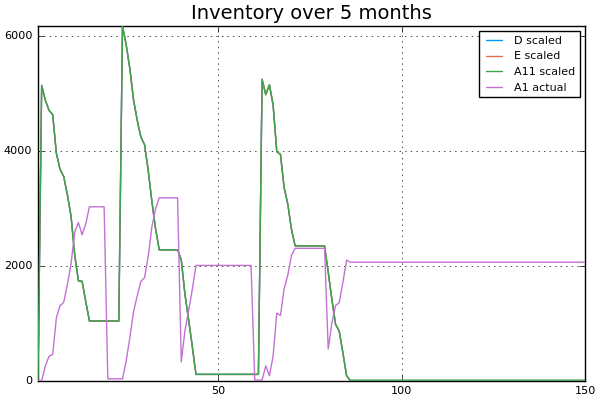 Inventory over 5 months
6000
D scaled
E scaled
A11 scaled
A1 actual
4000
2000
0
50
100
150